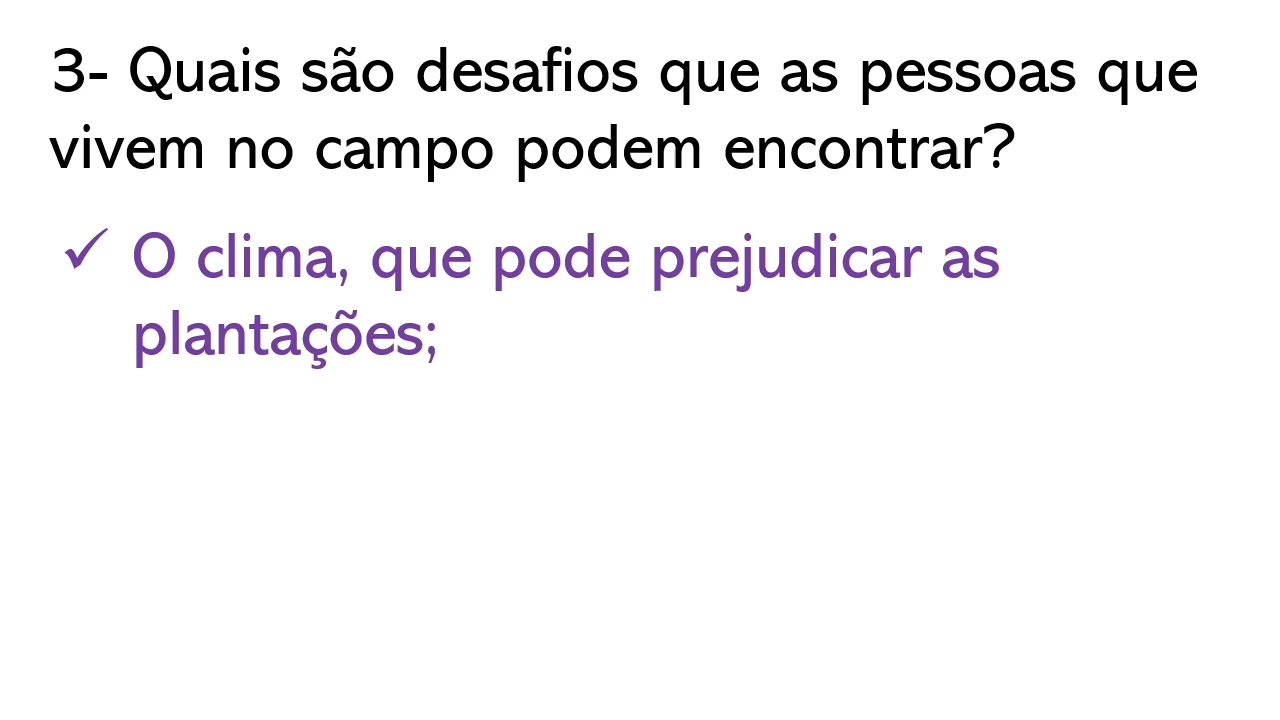 3- Quais são desafios que as pessoas que
vivem no campo podem encontrar?
✓ O clima, que pode prejudicar as
plantações;